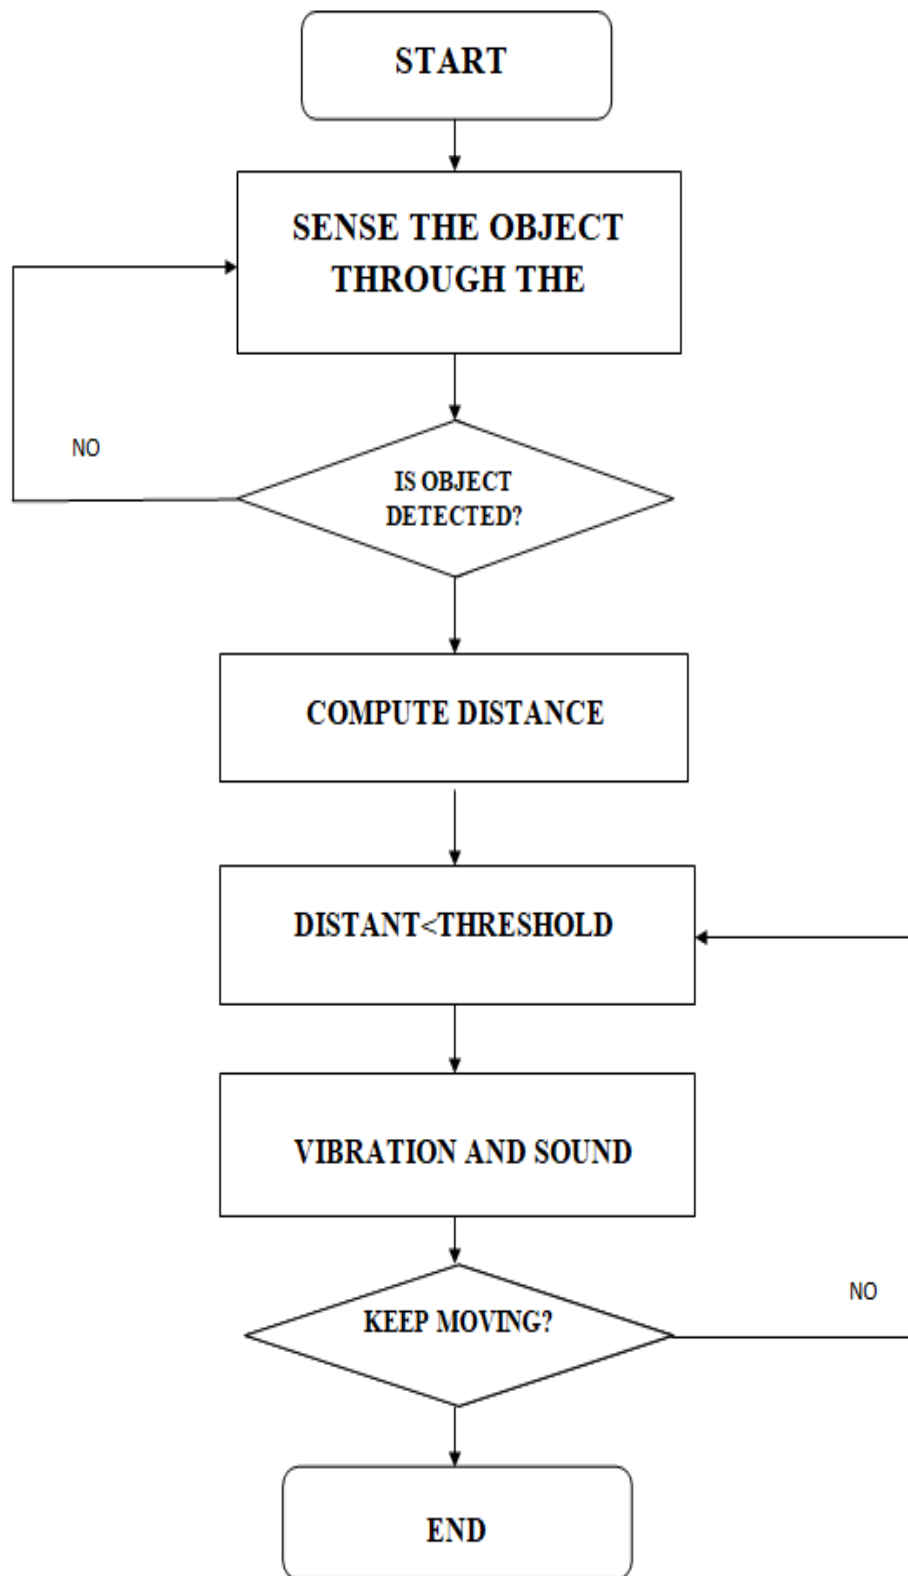 START
SENSE THE OBJECT
THROUGH THE
NO
IS OBJECT
DETECTED?
COMPUTE DISTANCE
DISTANT<THRESHOLD
VIBRATION AND SOUND
NO
KEEP MOVING?
END